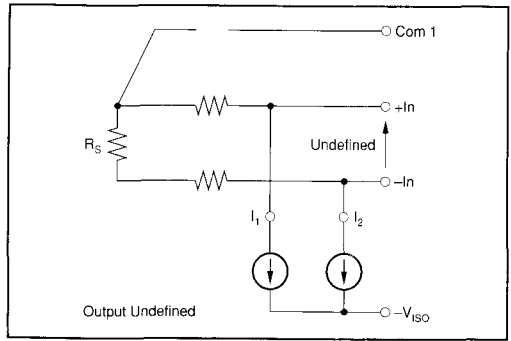 Com 1
+In
R_S
Undefined
–In
I_1
I_2
Output Undefined
–V_ISO